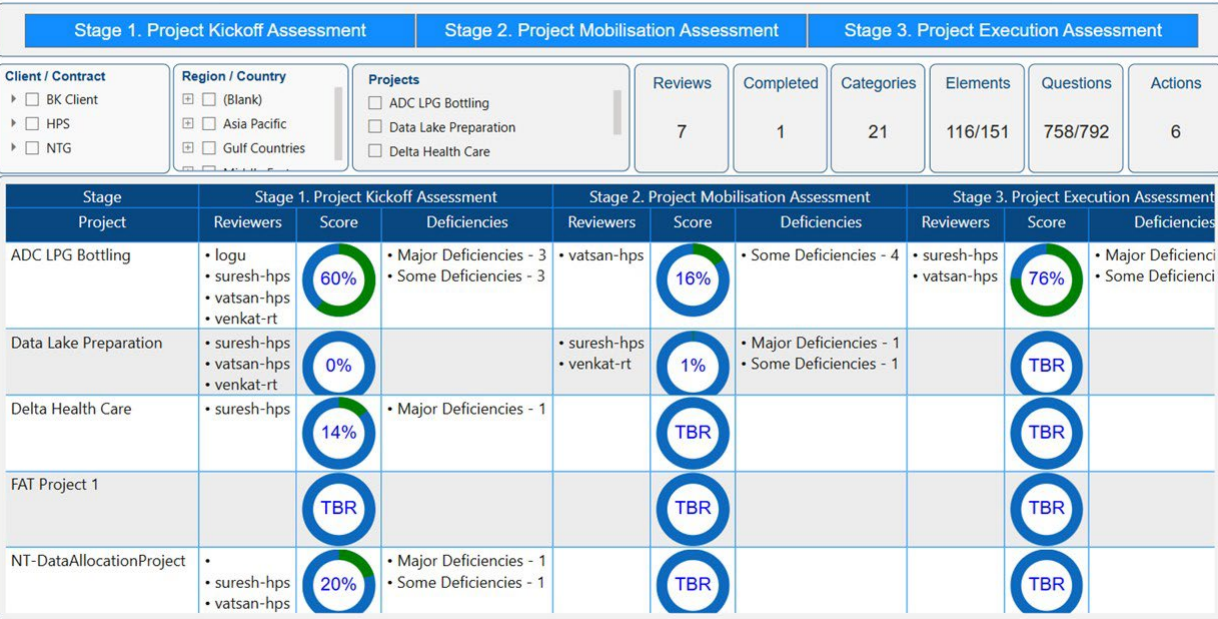 Stage 1. Project Kickoff Assessment Stage 2. Project Mobilisation Assessment Stage 3. Project Execution Assessment
Client / Contract
BK Client
HPS
NTG
Region / Country
(Blank)
Asia Pacific
Gulf Countries
Projects
ADC LPG Bottling
Data Lake Preparation
Delta Health Care
Reviews
7
Completed
1
Categories
21
Elements
116/151
Questions
758/792
Actions
6
Stage Stage 1. Project Kickoff Assessment Stage 2. Project Mobilisation Assessment Stage 3. Project Execution Assessment
Project Reviewers Score Deficiencies Reviewers Score Deficiencies Reviewers Score Deficiencies
ADC LPG Bottling
• logu
• suresh-hps
• vatsan-hps
• venkat-rt
60%
• Major Deficiencies - 3
• Some Deficiencies - 3
• vatsan-hps
16%
• Some Deficiencies - 4
• suresh-hps
• vatsan-hps
76%
• Major Deficienci
• Some Deficienci
Data Lake Preparation
• suresh-hps
• vatsan-hps
• venkat-rt
0%
• suresh-hps
• venkat-rt
1%
• Major Deficiencies - 1
• Some Deficiencies - 1
TBR
Delta Health Care
• suresh-hps
14%
• Major Deficiencies - 1
TBR
TBR
FAT Project 1
TBR
TBR
TBR
NT-DataAllocationProject
•
• suresh-hps
• vatsan-hps
20%
• Major Deficiencies - 1
• Some Deficiencies - 1
TBR
TBR